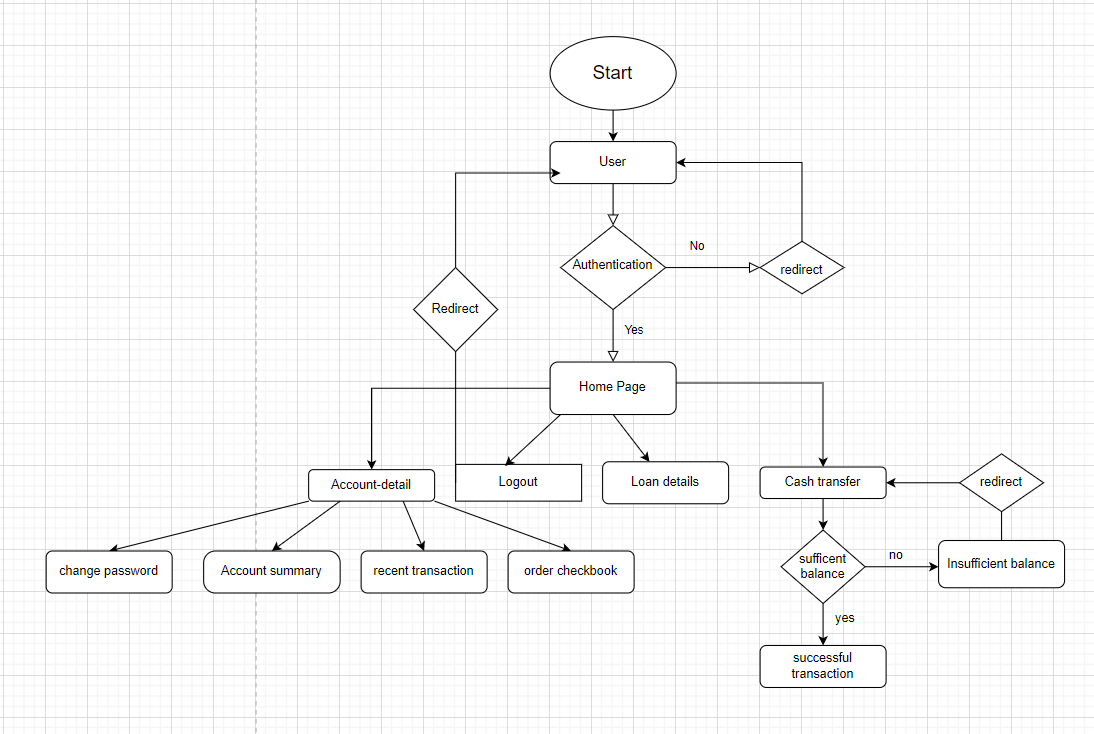 Start
User
No
Authentication
redirect
Redirect
Yes
Home Page
Account-detail
Logout
Loan details
Cash transfer
redirect
change password
Account summary
recent transaction
order checkbook
sufficent
balance
no
Insufficient balance
yes
successful
transaction